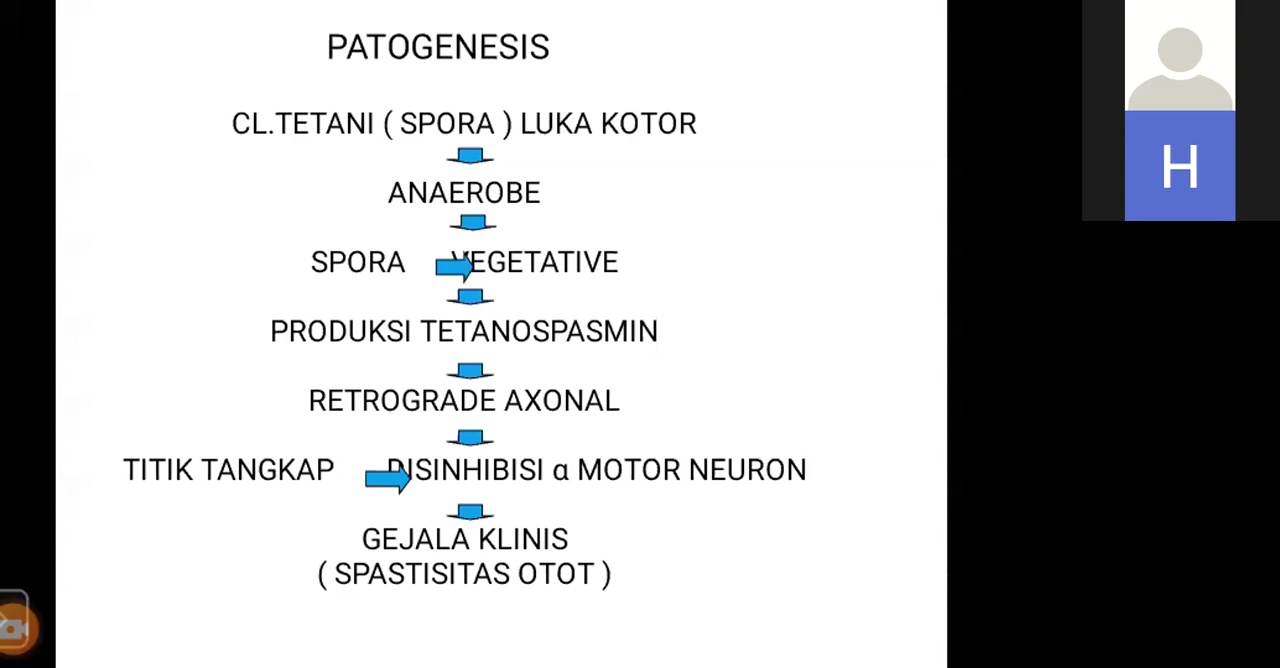 PATOGENESIS
CL.TETANI ( SPORA ) LUKA KOTOR
ANAEROBE
SPORA VEGETATIVE
PRODUKSI TETANOSPASMIN
RETROGRADE AXONAL
TITIK TANGKAP DISINHIBISI α MOTOR NEURON
GEJALA KLINIS
( SPASTISITAS OTOT )
H